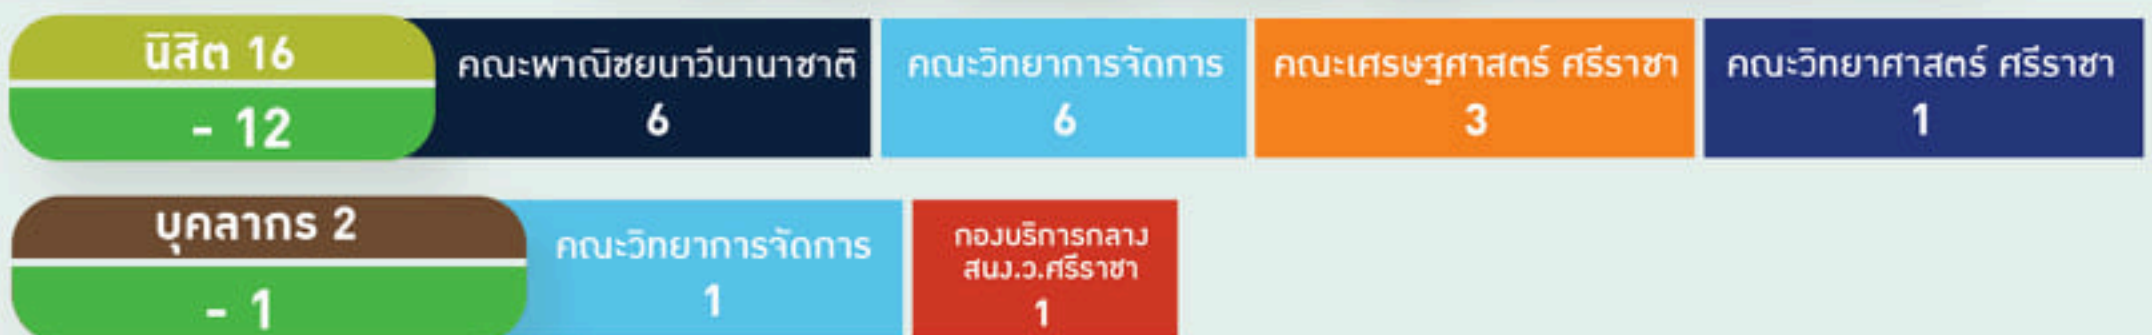 นิสิต 16
- 12
คณะพาณิชยนาวีนานาชาติ
6
คณะวิทยาการจัดการ
6
คณะเศรษฐศาสตร์ ศรีราชา
3
คณะวิทยาศาสตร์ ศรีราชา
1
บุคลากร 2
- 1
คณะวิทยาการจัดการ
1
กองบริการกลาง
สนง.ว.ศรีราชา
1